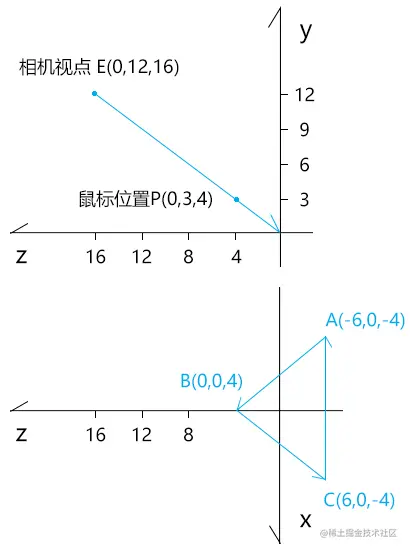 y
相机视点 E(0,12,16)
12
9
6
鼠标位置P(0,3,4)
3
z
16 12 8 4
A(-6,0,-4)
B(0,0,4)
z
16 12 8
C(6,0,-4)
x
@稀土掘金技术社区